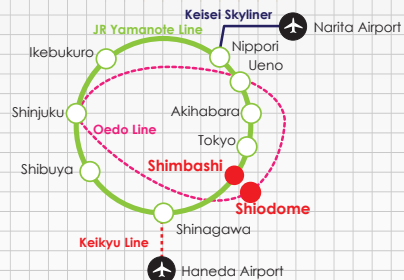 Keisei Skyliner
Narita Airport
JR Yamanote Line
Nippori
Ikebukuro
Ueno
Shinjuku
Akihabara
Oedo Line
Tokyo
Shimbashi
Shibuya
Shiodome
Shinagawa
Keikyu Line
Haneda Airport